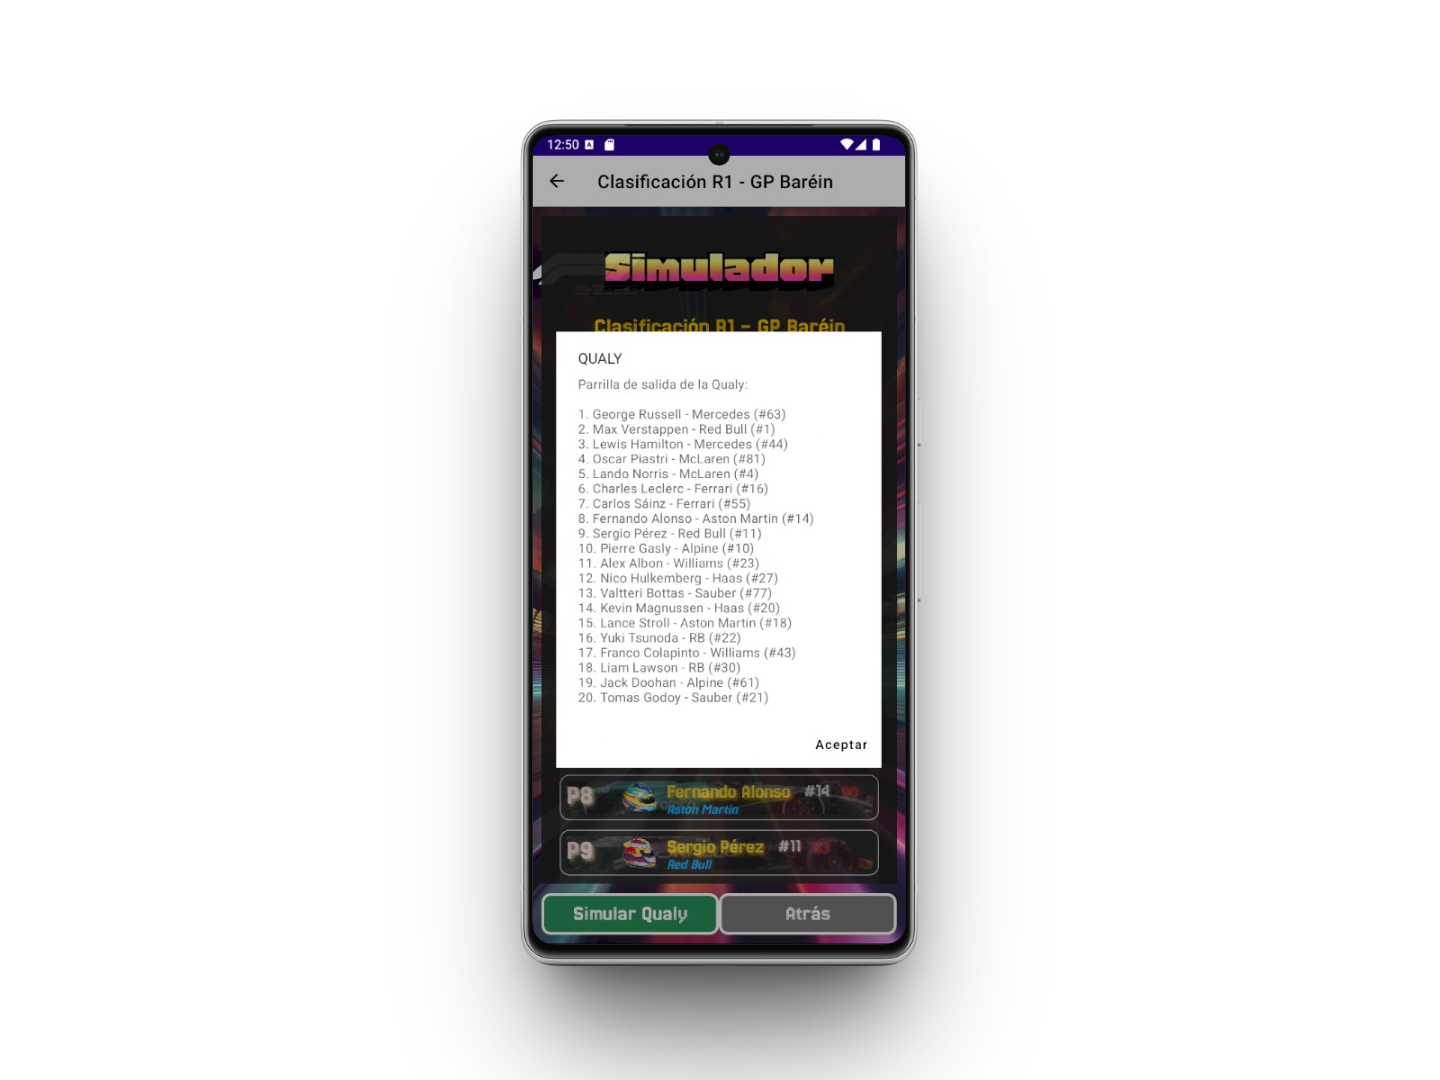 12:50
Clasificación R1 - GP Baréin
Simulador
Clasificación R1 - GP Baréin
QUALY
Parrilla de salida de la Qualy:
1. George Russell - Mercedes (#63)
2. Max Verstappen - Red Bull (#1)
3. Lewis Hamilton - Mercedes (#44)
4. Oscar Piastri - McLaren (#81)
5. Lando Norris - McLaren (#4)
6. Charles Leclerc - Ferrari (#16)
7. Carlos Sáinz - Ferrari (#55)
8. Fernando Alonso - Aston Martin (#14)
9. Sergio Pérez - Red Bull (#11)
10. Pierre Gasly - Alpine (#10)
11. Alex Albon - Williams (#23)
12. Nico Hulkemberg - Haas (#27)
13. Valtteri Bottas - Sauber (#77)
14. Kevin Magnussen - Haas (#20)
15. Lance Stroll - Aston Martin (#18)
16. Yuki Tsunoda - RB (#22)
17. Franco Colapinto - Williams (#43)
18. Liam Lawson - RB (#30)
19. Jack Doohan - Alpine (#61)
20. Tomas Godoy - Sauber (#21)
Aceptar
P8 Fernando Alonso #14
Aston Martin
P9 Sergio Pérez #11
Red Bull
Simular Qualy Atrás